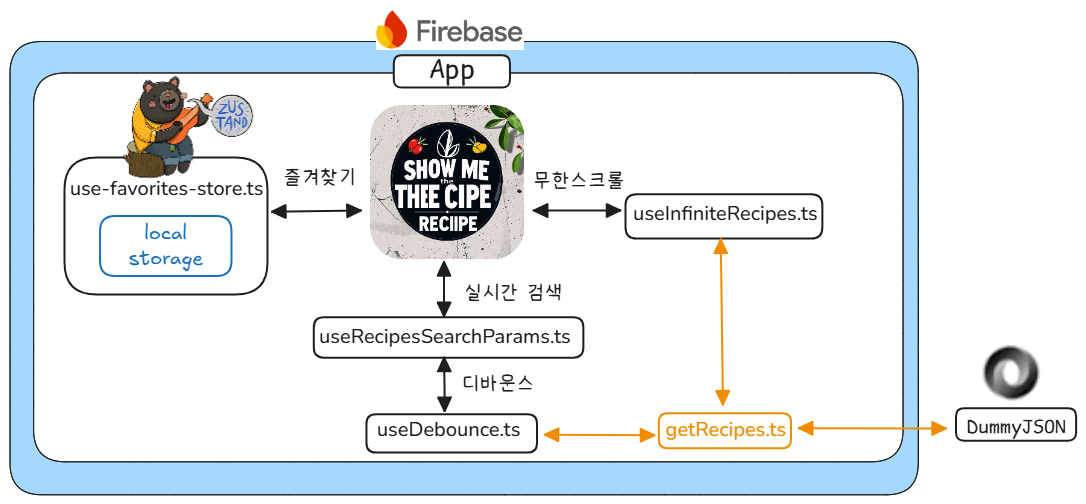 Firebase
App
ZUS
TAND
use-favorites-store.ts
local
storage
즐겨찾기
SHOW ME
the
THEE CIPE
RECIIPE
무한스크롤
useInfiniteRecipes.ts
실시간 검색
useRecipesSearchParams.ts
디바운스
useDebounce.ts
getRecipes.ts
DummyJSON